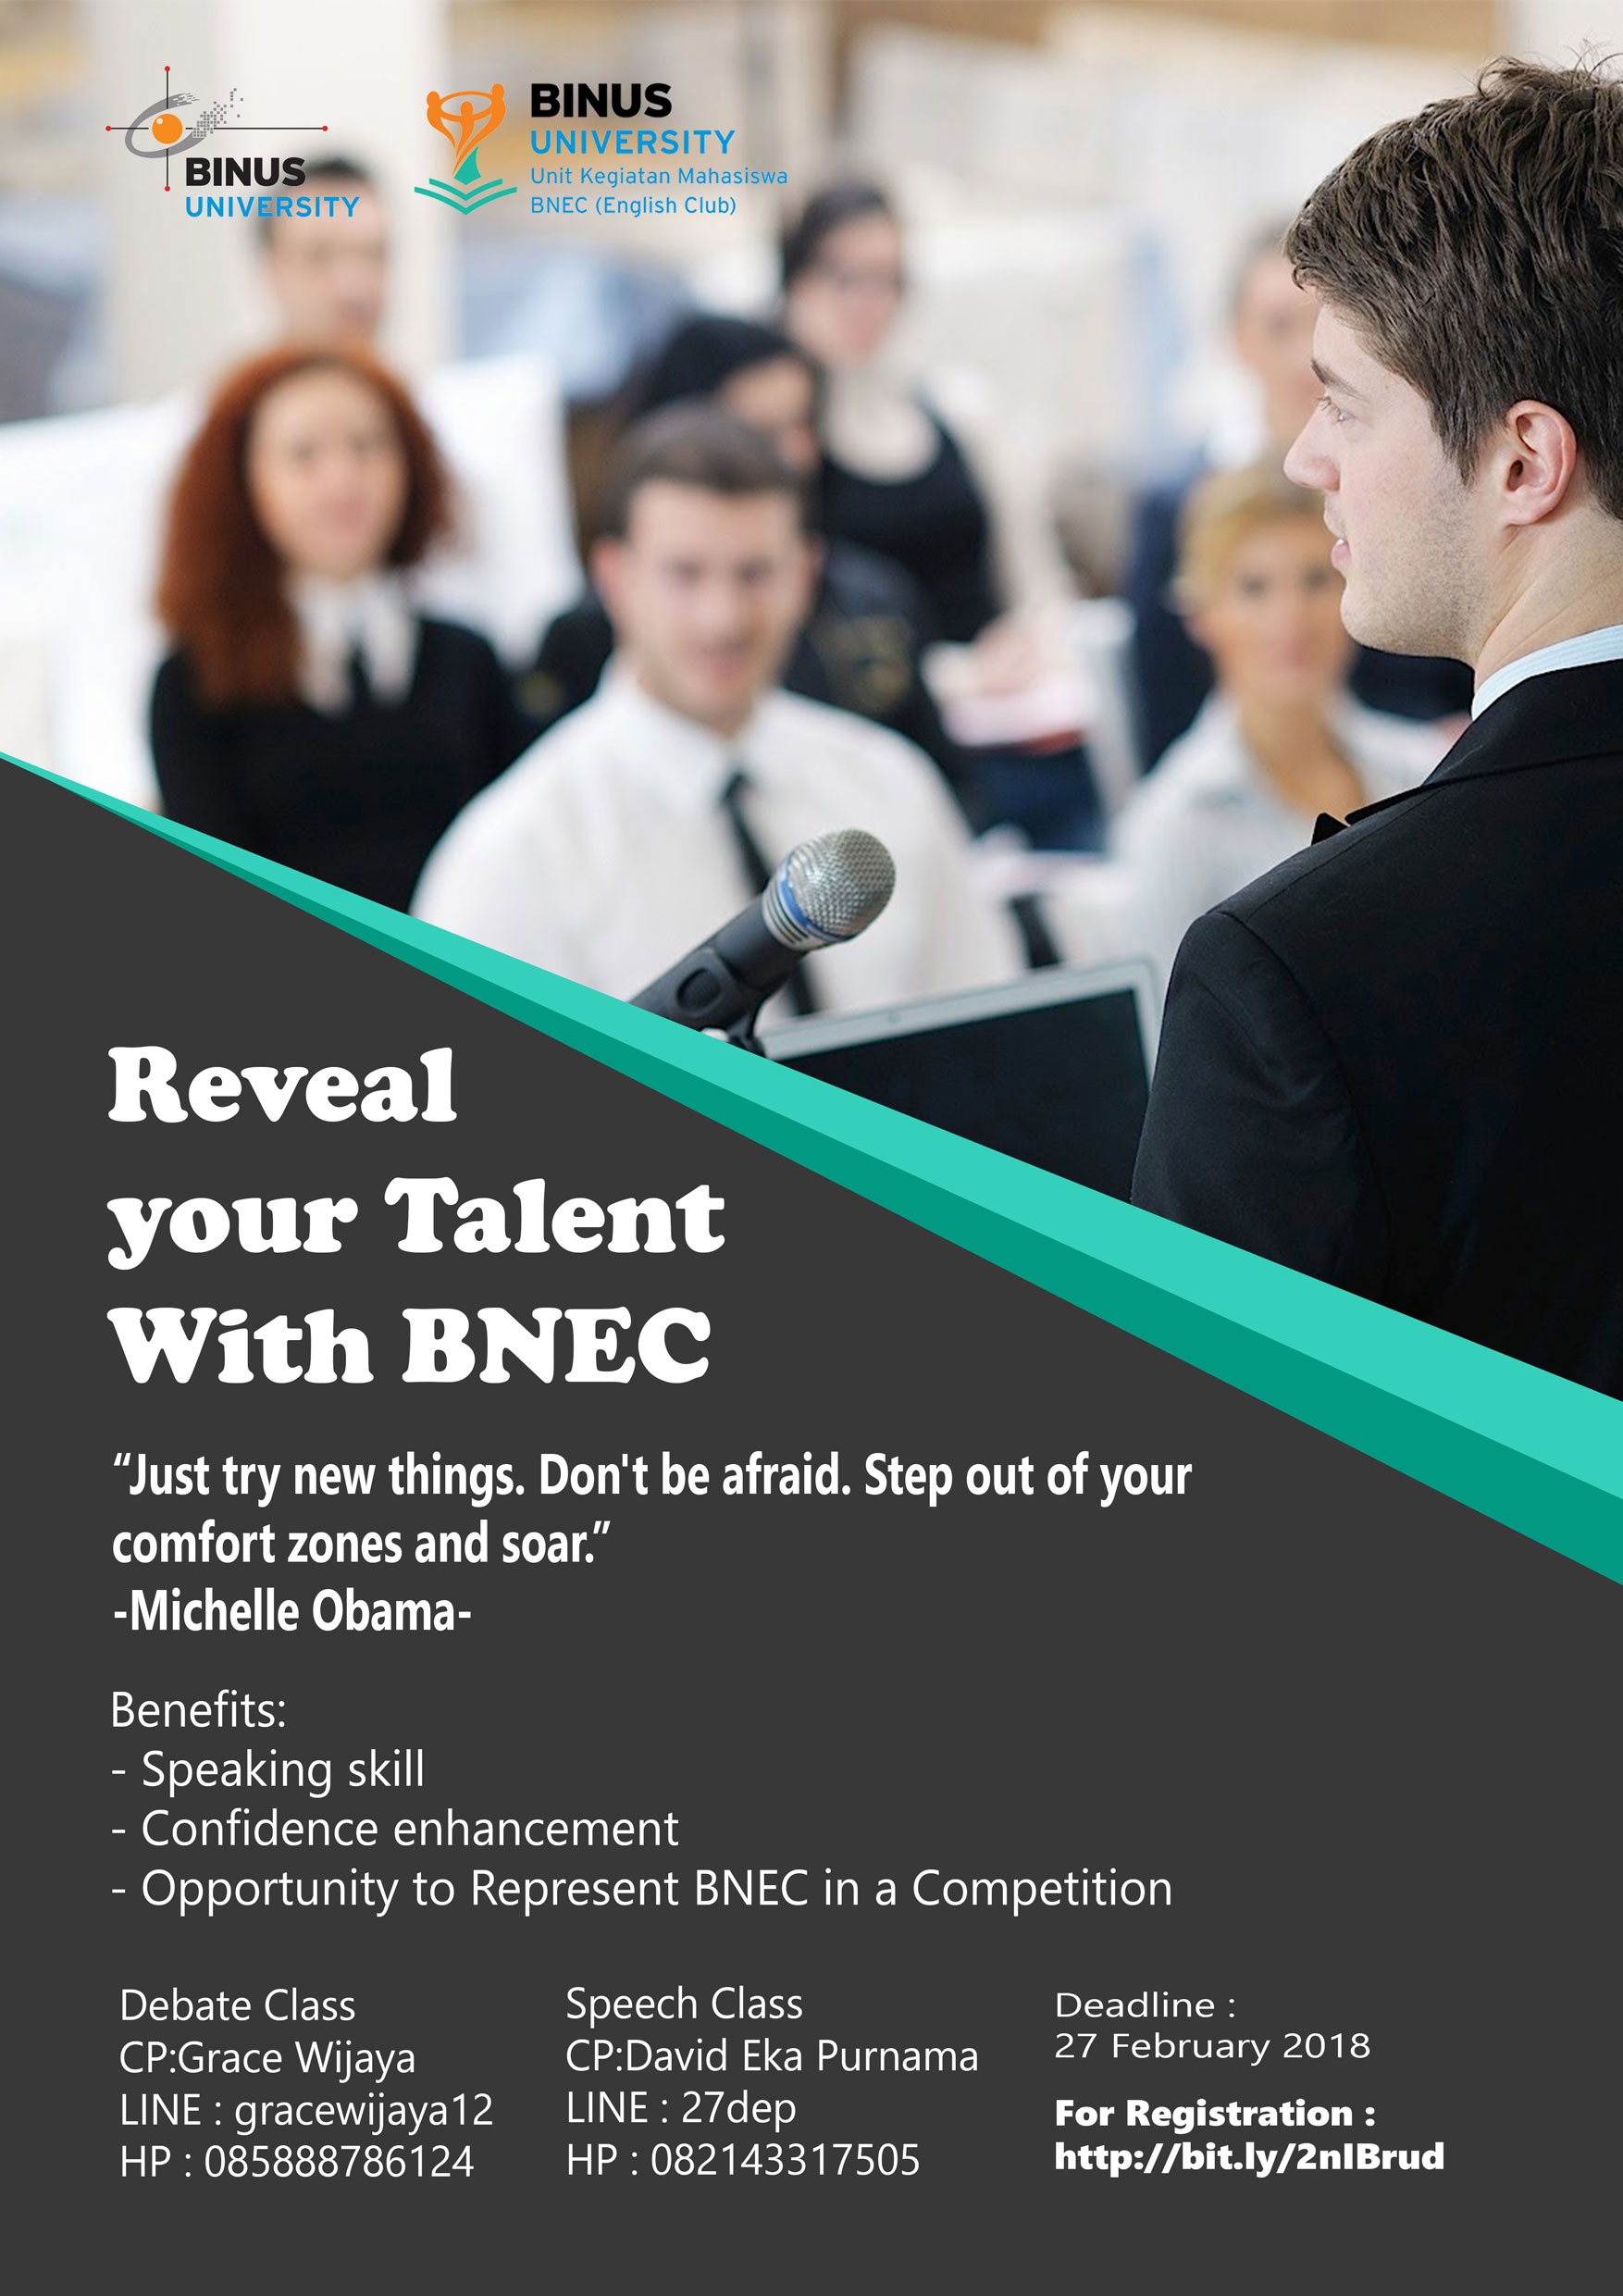 BINUS
UNIVERSITY
BINUS
UNIVERSITY
Unit Kegiatan Mahasiswa
BNEC (English Club)
Reveal
your Talent
With BNEC
“Just try new things. Don't be afraid. Step out of your
comfort zones and soar.”
-Michelle Obama-
Benefits:
- Speaking skill
- Confidence enhancement
- Opportunity to Represent BNEC in a Competition
Debate Class
CP:Grace Wijaya
LINE : gracewijaya12
HP : 085888786124
Speech Class
CP:David Eka Purnama
LINE : 27dep
HP : 082143317505
Deadline :
27 February 2018
For Registration :
http://bit.ly/2nIBrud